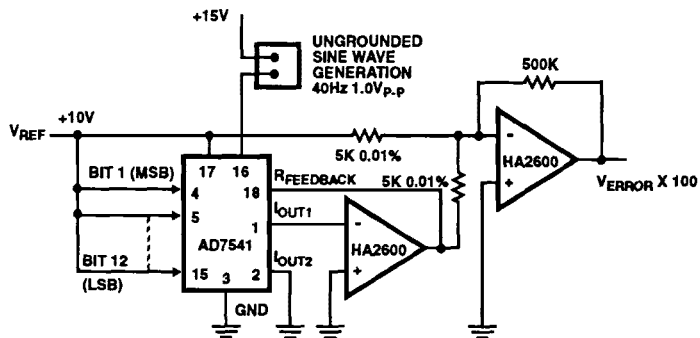 +15V
UNGROUNDED
SINE WAVE
GENERATION
40Hz 1.0VP-P
500K
+10V
VREF
5K 0.01%
17 16
BIT 1 (MSB)
4 18
RFEEDBACK
5K 0.01%
HA2600
- +
VERROR X 100
5
IOUT1
1
AD7541
HA2600
- +
BIT 12
(LSB)
15 3 2
IOUT2
GND